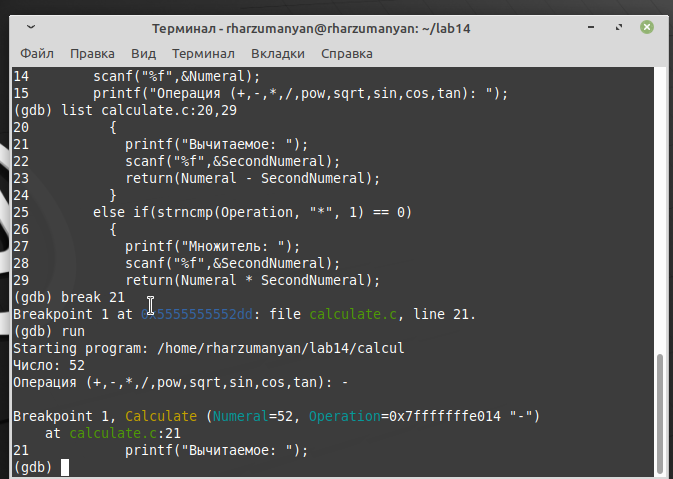 Терминал - rharzumanyan@rharzumanyan: ~/lab14
Файл Правка Вид Терминал Вкладки Справка
14        scanf("%f",&Numeral);
15        printf("Операция (+,-,*,/,pow,sqrt,sin,cos,tan): ");
(gdb) list calculate.c:20,29
20          {
21            printf("Вычитаемое: ");
22            scanf("%f",&SecondNumeral);
23            return(Numeral - SecondNumeral);
24          }
25        else if(strncmp(Operation, "*", 1) == 0)
26          {
27            printf("Множитель: ");
28            scanf("%f",&SecondNumeral);
29            return(Numeral * SecondNumeral);
(gdb) break 21
Breakpoint 1 at 0x5555555552dd: file calculate.c, line 21.
(gdb) run
Starting program: /home/rharzumanyan/lab14/calcul
Число: 52
Операция (+,-,*,/,pow,sqrt,sin,cos,tan): -
Breakpoint 1, Calculate (Numeral=52, Operation=0x7fffffffe014 "-")
    at calculate.c:21
21            printf("Вычитаемое: ");
(gdb)